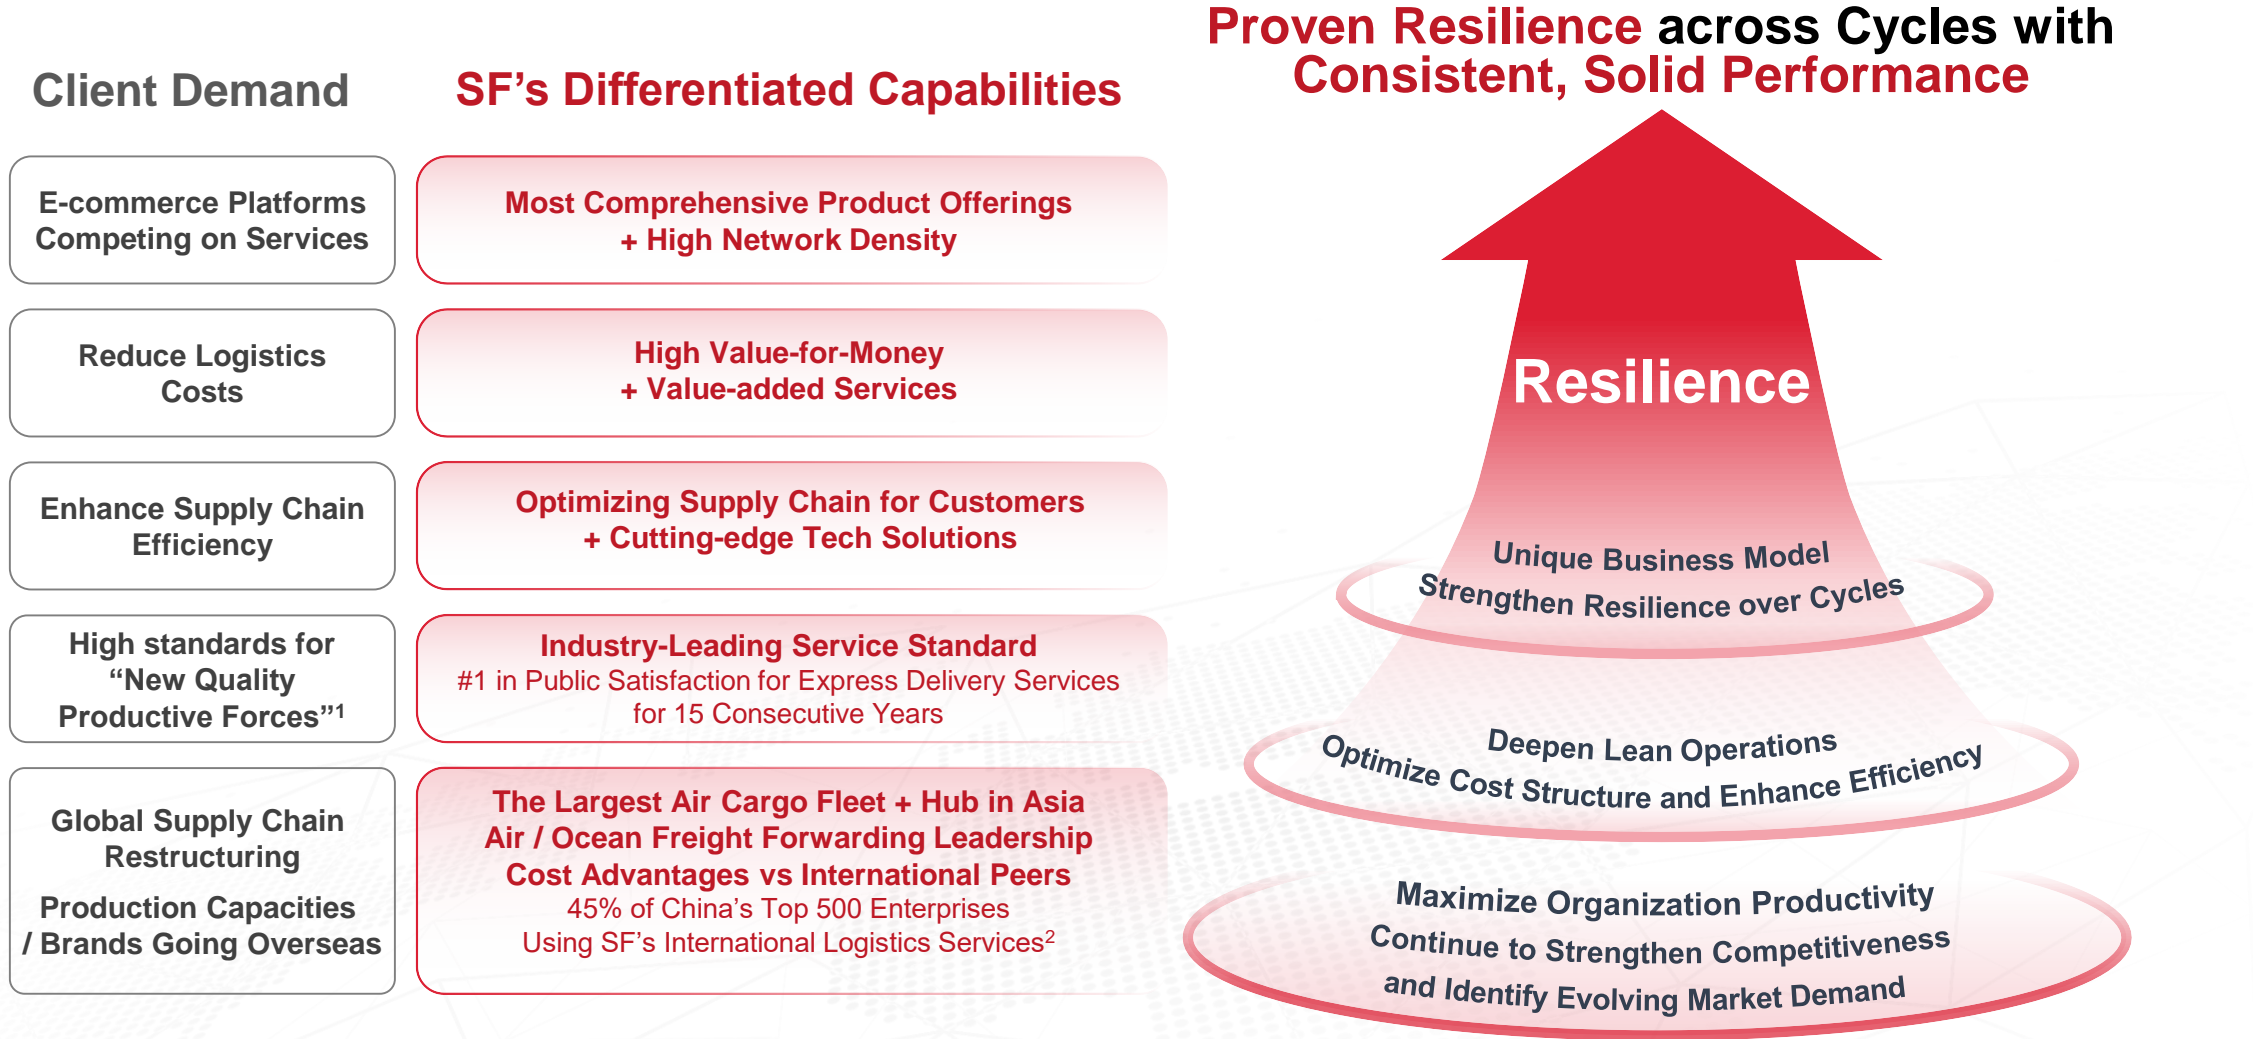 Client Demand
E-commerce Platforms
Competing on Services
Reduce Logistics
Costs
Enhance Supply Chain
Efficiency
High standards for
“New Quality
Productive Forces”¹
Global Supply Chain
Restructuring
Production Capacities
/ Brands Going Overseas
SF’s Differentiated Capabilities
Most Comprehensive Product Offerings
+ High Network Density
High Value-for-Money
+ Value-added Services
Optimizing Supply Chain for Customers
+ Cutting-edge Tech Solutions
Industry-Leading Service Standard
#1 in Public Satisfaction for Express Delivery Services
for 15 Consecutive Years
The Largest Air Cargo Fleet + Hub in Asia
Air / Ocean Freight Forwarding Leadership
Cost Advantages vs International Peers
45% of China’s Top 500 Enterprises
Using SF’s International Logistics Services²
Proven Resilience across Cycles with
Consistent, Solid Performance
Resilience
Unique Business Model
Strengthen Resilience over Cycles
Deepen Lean Operations
Optimize Cost Structure and Enhance Efficiency
Maximize Organization Productivity
Continue to Strengthen Competitiveness
and Identify Evolving Market Demand